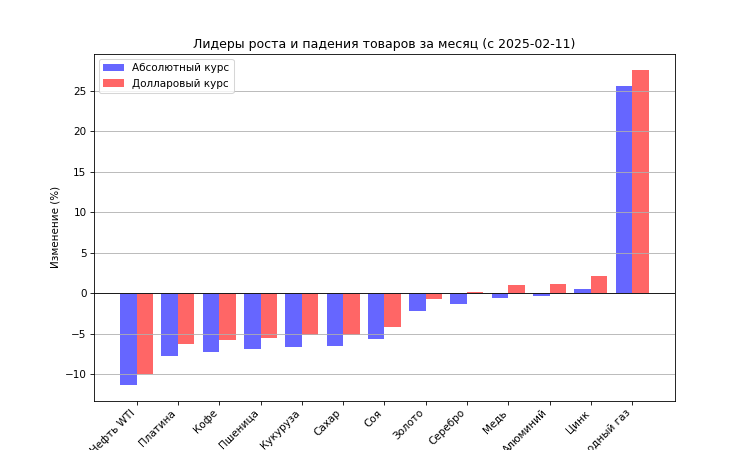 Лидеры роста и падения товаров за месяц (с 2025-02-11)
Абсолютный курс
Долларовый курс
Изменение (%)
25
20
15
10
5
0
−5
−10
Нефть WTI
Платина
Кофе
Пшеница
Кукуруза
Сахар
Соя
Золото
Серебро
Медь
Алюминий
Цинк
газ